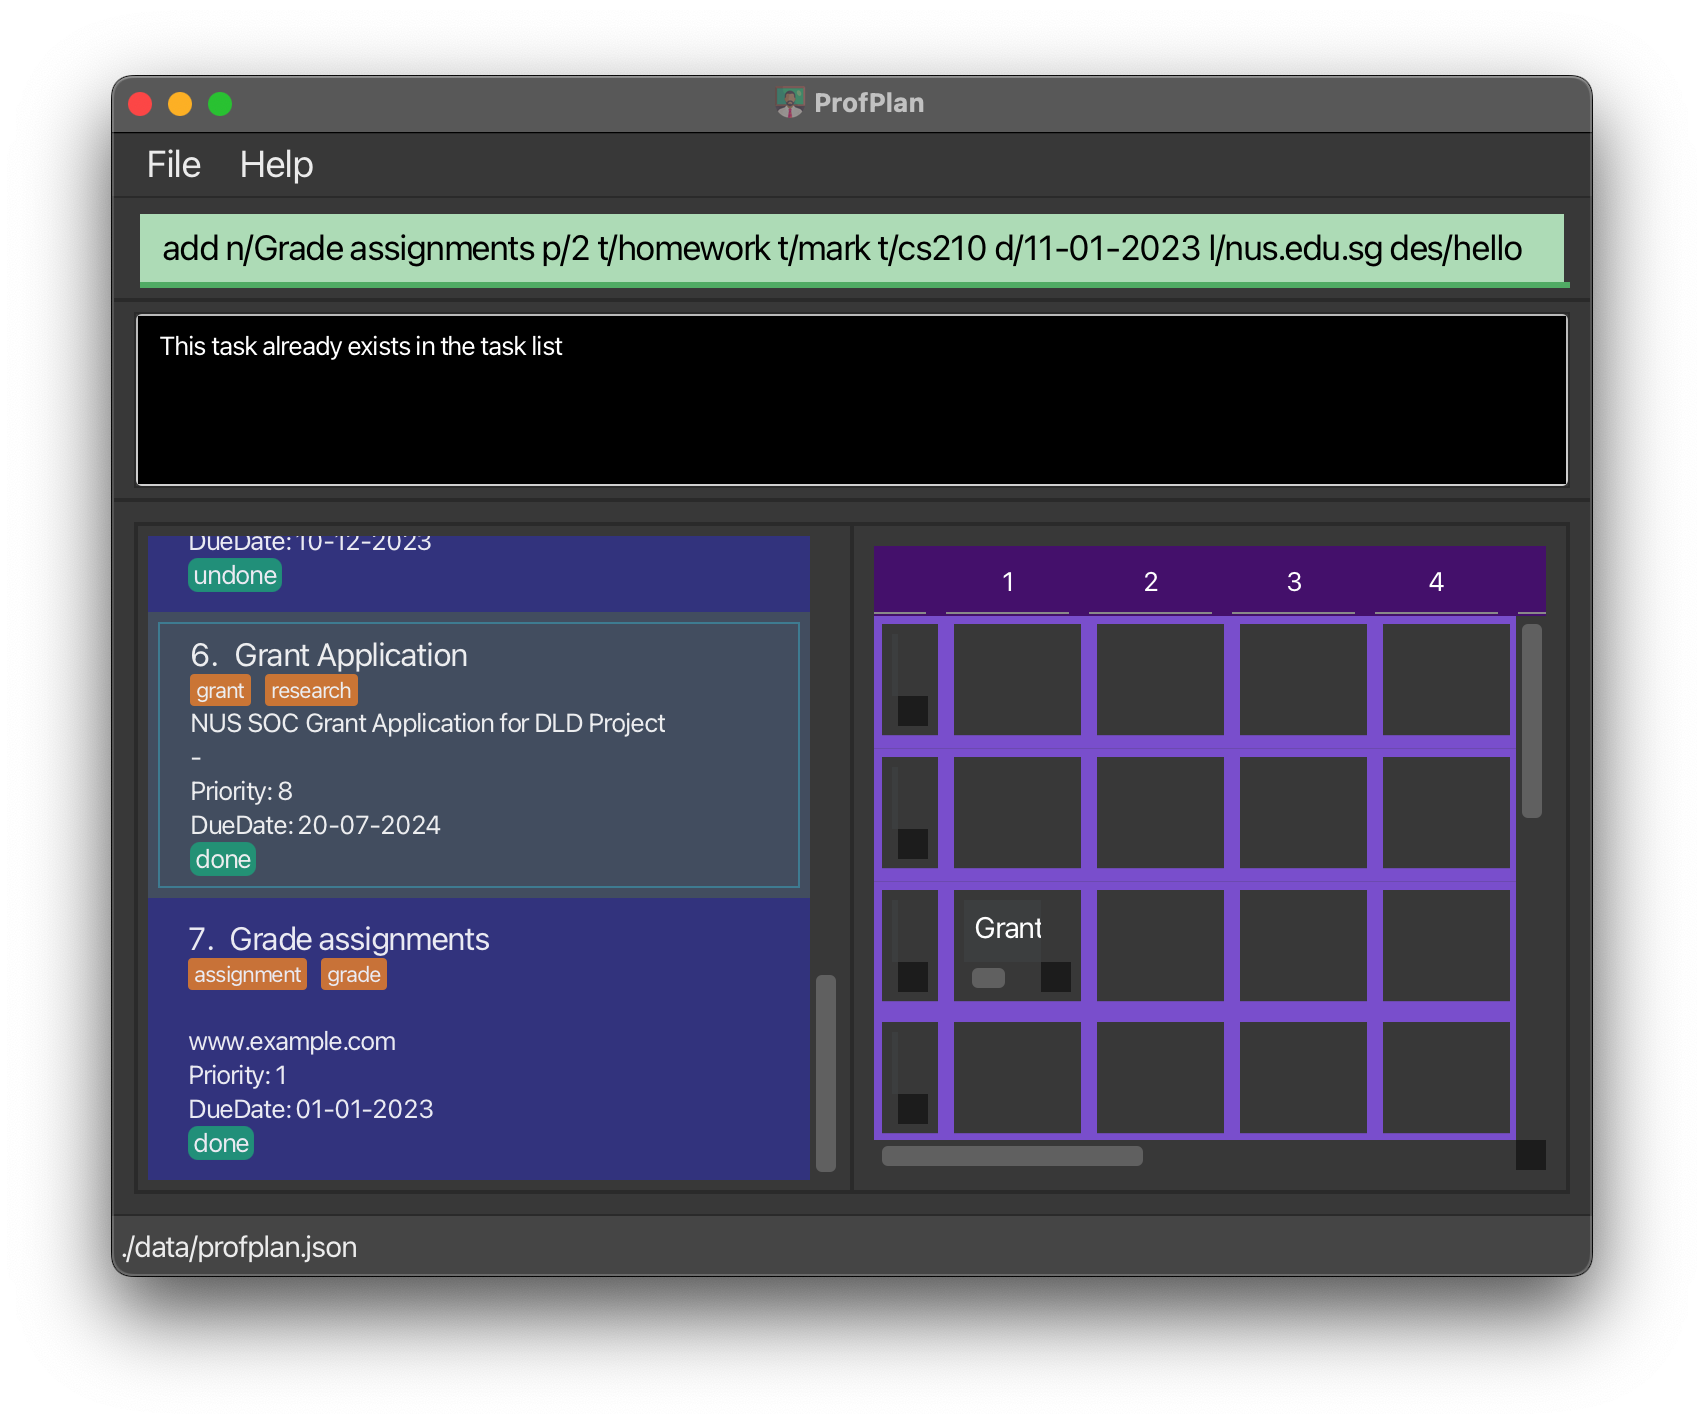 ProfPlan
File Help
add n/Grade assignments p/2 t/homework t/mark t/cs210 d/11-01-2023 l/nus.edu.sg des/hello
This task already exists in the task list
DueDate: 10-12-2023
undone
6. Grant Application
grant research
NUS SOC Grant Application for DLD Project
-
Priority: 8
DueDate: 20-07-2024
done
7. Grade assignments
assignment grade
www.example.com
Priority: 1
DueDate: 01-01-2023
done
1 2 3 4
Grant
./data/profplan.json